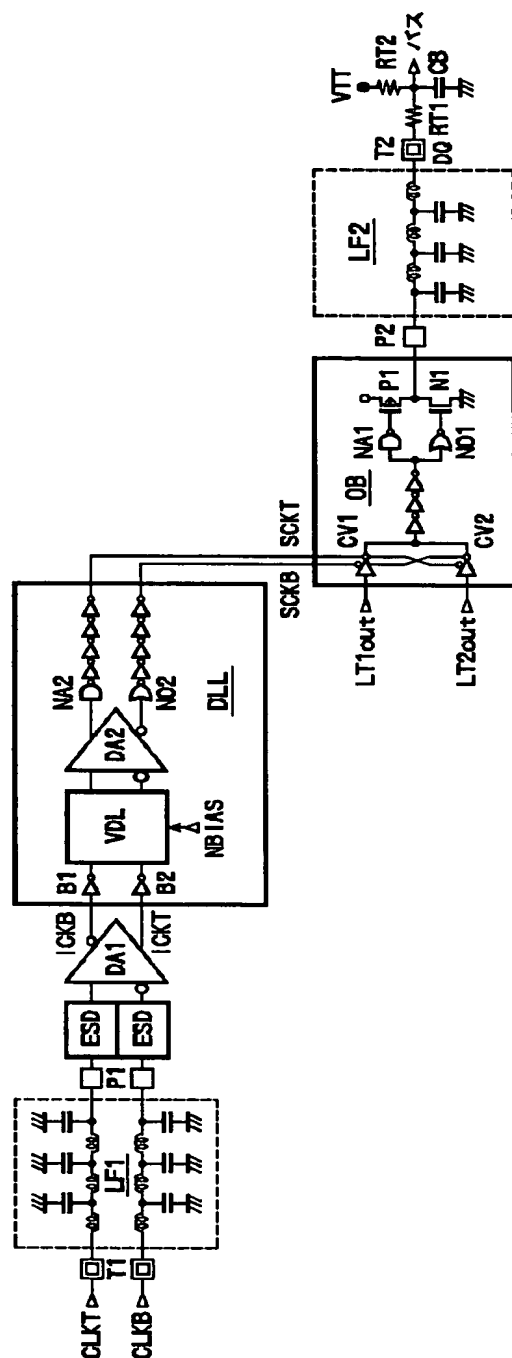 CLKT
CLKB
T1
LF1
P1
ESD
ESD
DA1
ICKB
ICKT
B1
B2
VDL
NBIAS
DA2
NA2
NO2
DLL
SCKT
SCKB
LT1out
LT2out
CV1
CV2
OB
NA1
NO1
P1
N1
P2
LF2
T2
DQ
VTT
RT1
RT2
CB
バス